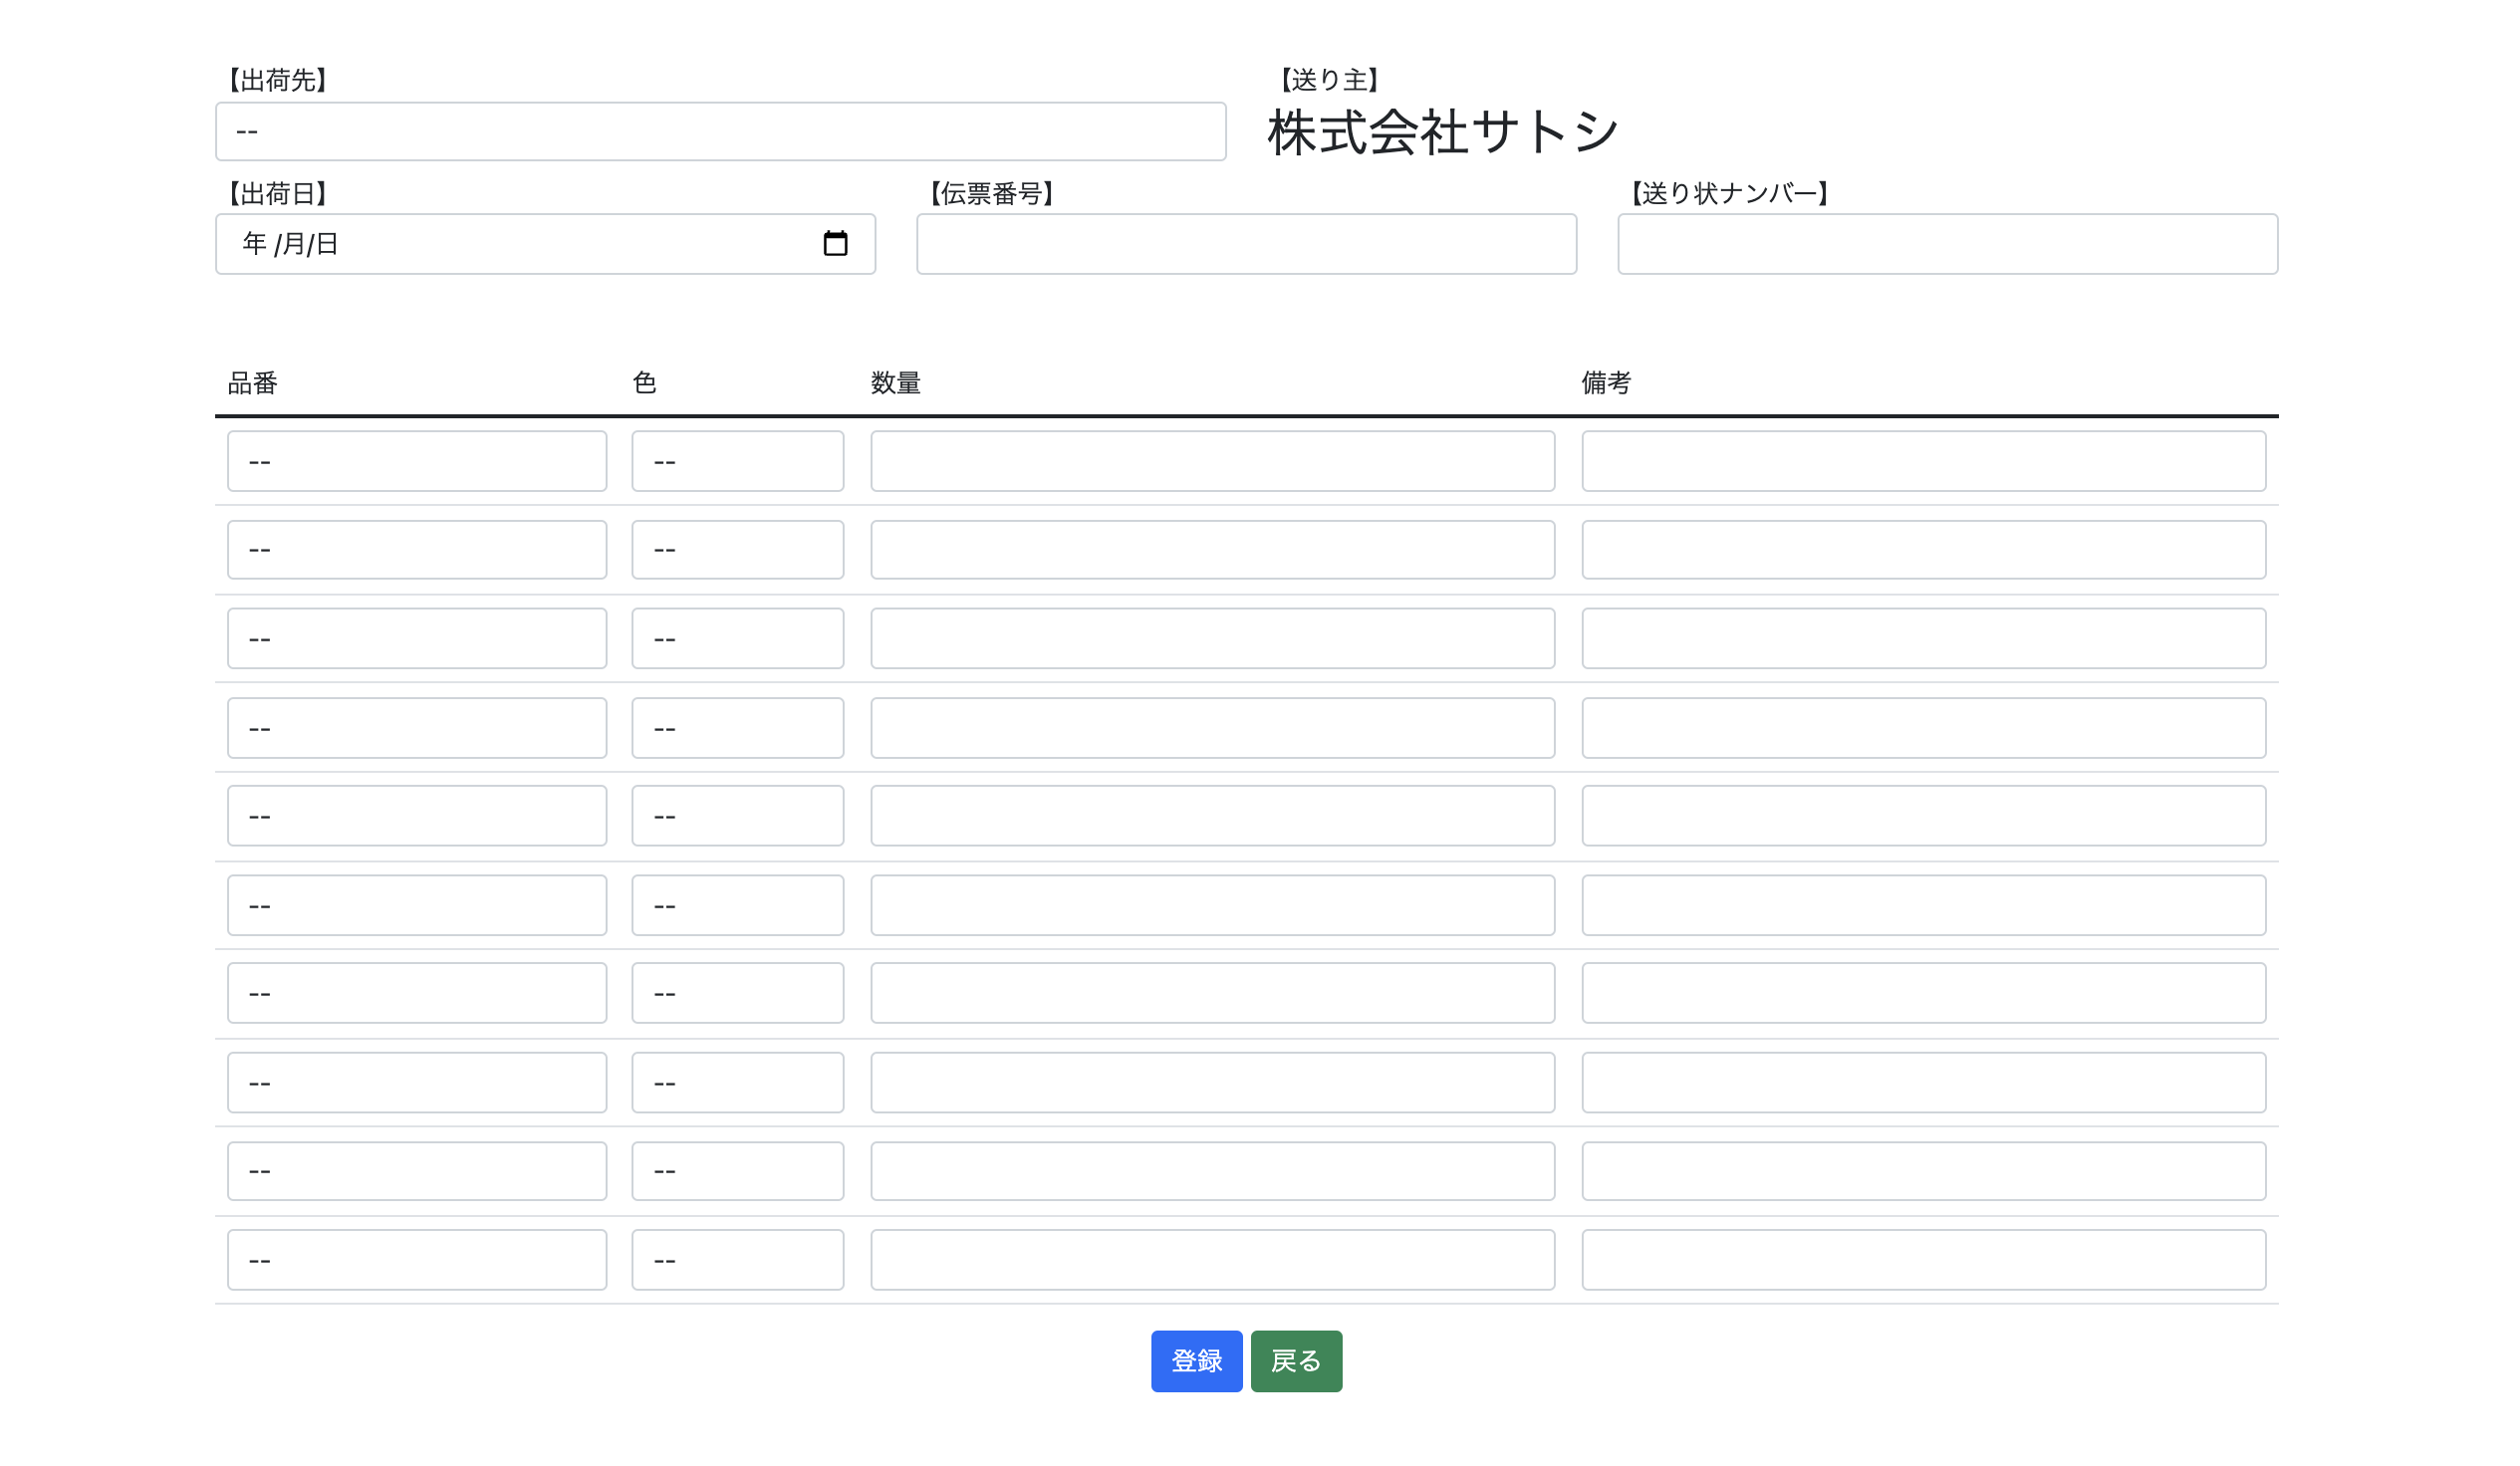 【出荷先】 【送り主】
-- 株式会社サトシ
【出荷日】 【伝票番号】 【送り状ナンバー】
年 /月/日
品番 色 数量 備考
-- --
-- --
-- --
-- --
-- --
-- --
-- --
-- --
-- --
-- --
登録 戻る